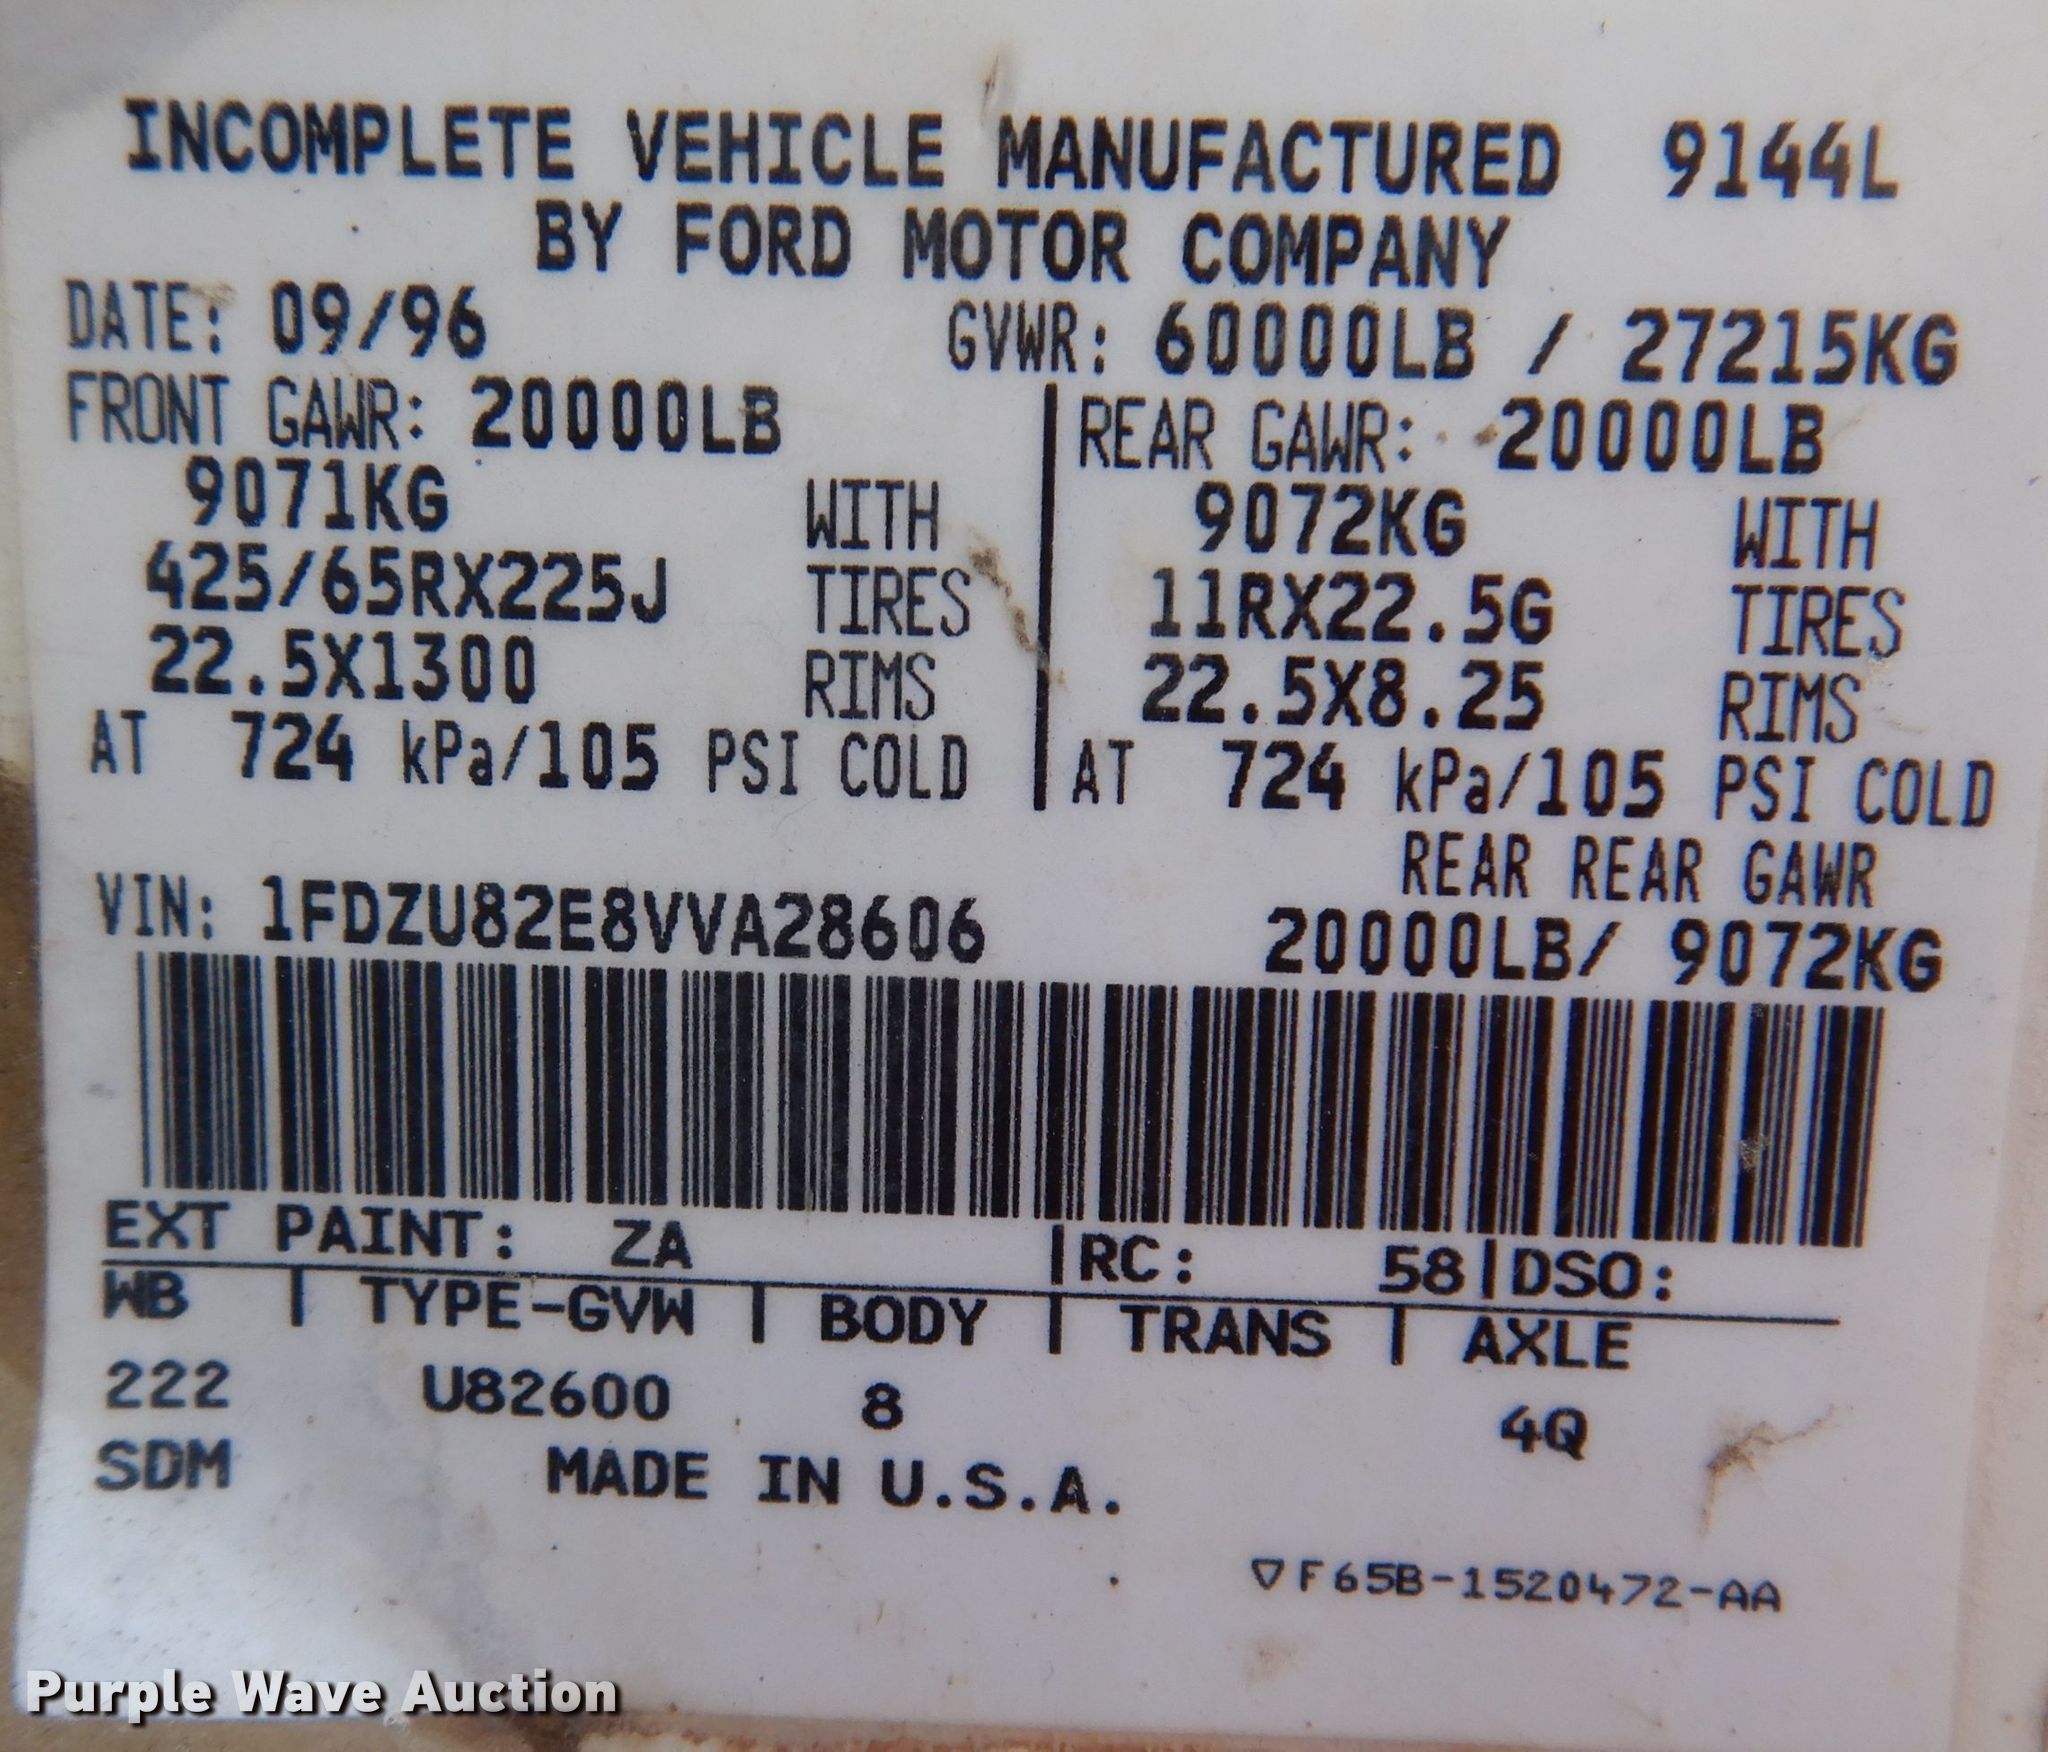 INCOMPLETE VEHICLE MANUFACTURED 9144L
BY FORD MOTOR COMPANY
DATE: 09/96 GVWR: 60000LB / 27215KG
FRONT GAWR: 20000LB REAR GAWR: 20000LB
9071KG WITH 9072KG WITH
425/65RX225J TIRES 11RX22.5G TIRES
22.5X1300 RIMS 22.5X8.25 RIMS
AT 724 kPa/105 PSI COLD AT 724 kPa/105 PSI COLD
REAR REAR GAWR
VIN: 1FDZU82E8VVA28606 20000LB/ 9072KG
EXT PAINT: ZA |RC: 58|DSO:
WB | TYPE-GVW | BODY | TRANS | AXLE
222 U82600 8 4Q
SDM MADE IN U.S.A.
▽F65B-1520472-AA
Purple Wave Auction